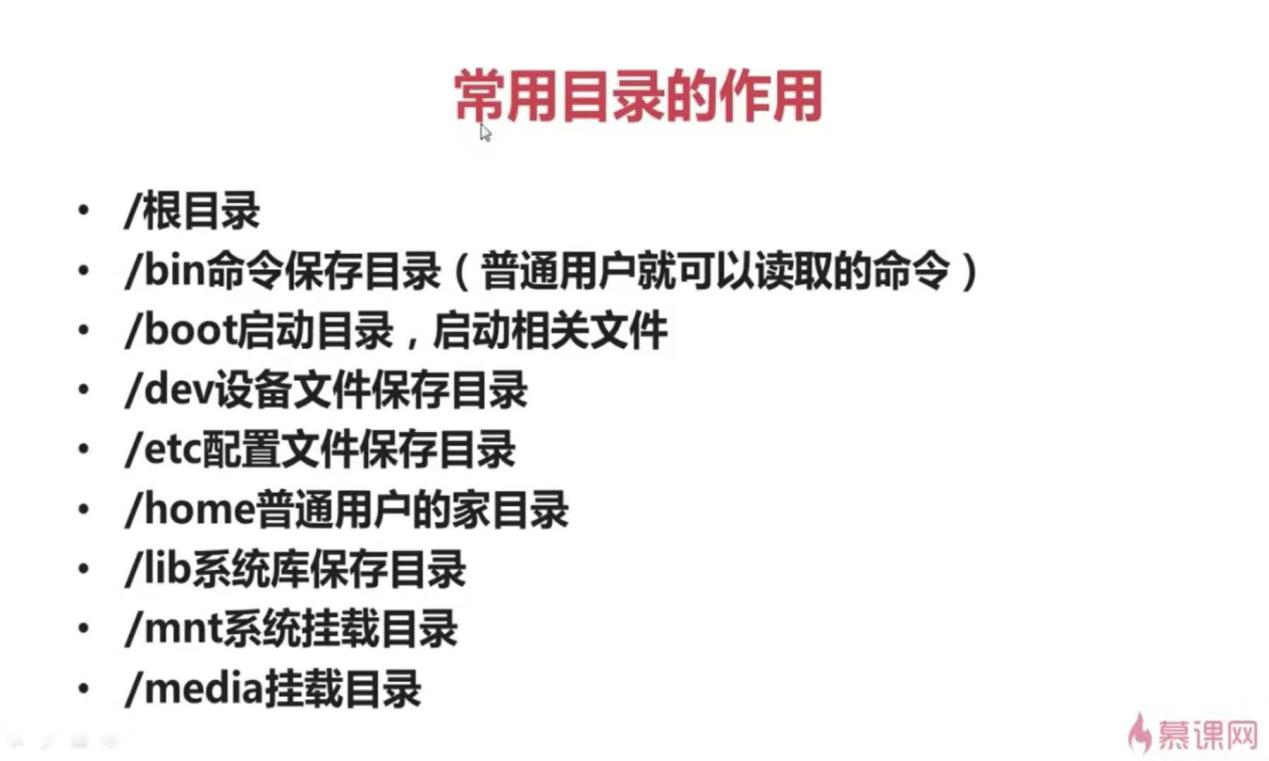 常用目录的作用
• /根目录
• /bin命令保存目录（普通用户就可以读取的命令）
• /boot启动目录，启动相关文件
• /dev设备文件保存目录
• /etc配置文件保存目录
• /home普通用户的家目录
• /lib系统库保存目录
• /mnt系统挂载目录
• /media挂载目录
慕课网